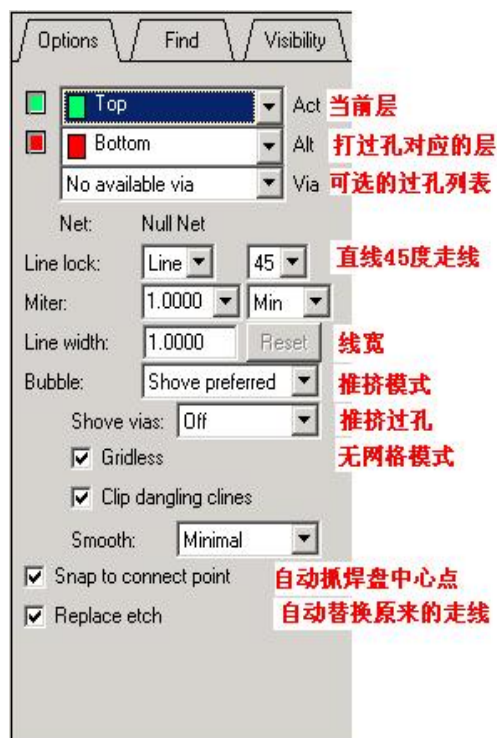 Options Find Visibility
Top Act 当前层
Bottom Alt 打过孔对应的层
No available via Via 可选的过孔列表
Net: Null Net
Line lock: Line 45 直线45度走线
Miter: 1.0000 Min
Line width: 1.0000 Reset 线宽
Bubble: Shove preferred 推挤模式
Shove vias: Off 推挤过孔
Gridless 无网格模式
Clip dangling clines
Smooth: Minimal
Snap to connect point 自动抓焊盘中心点
Replace etch 自动替换原来的走线